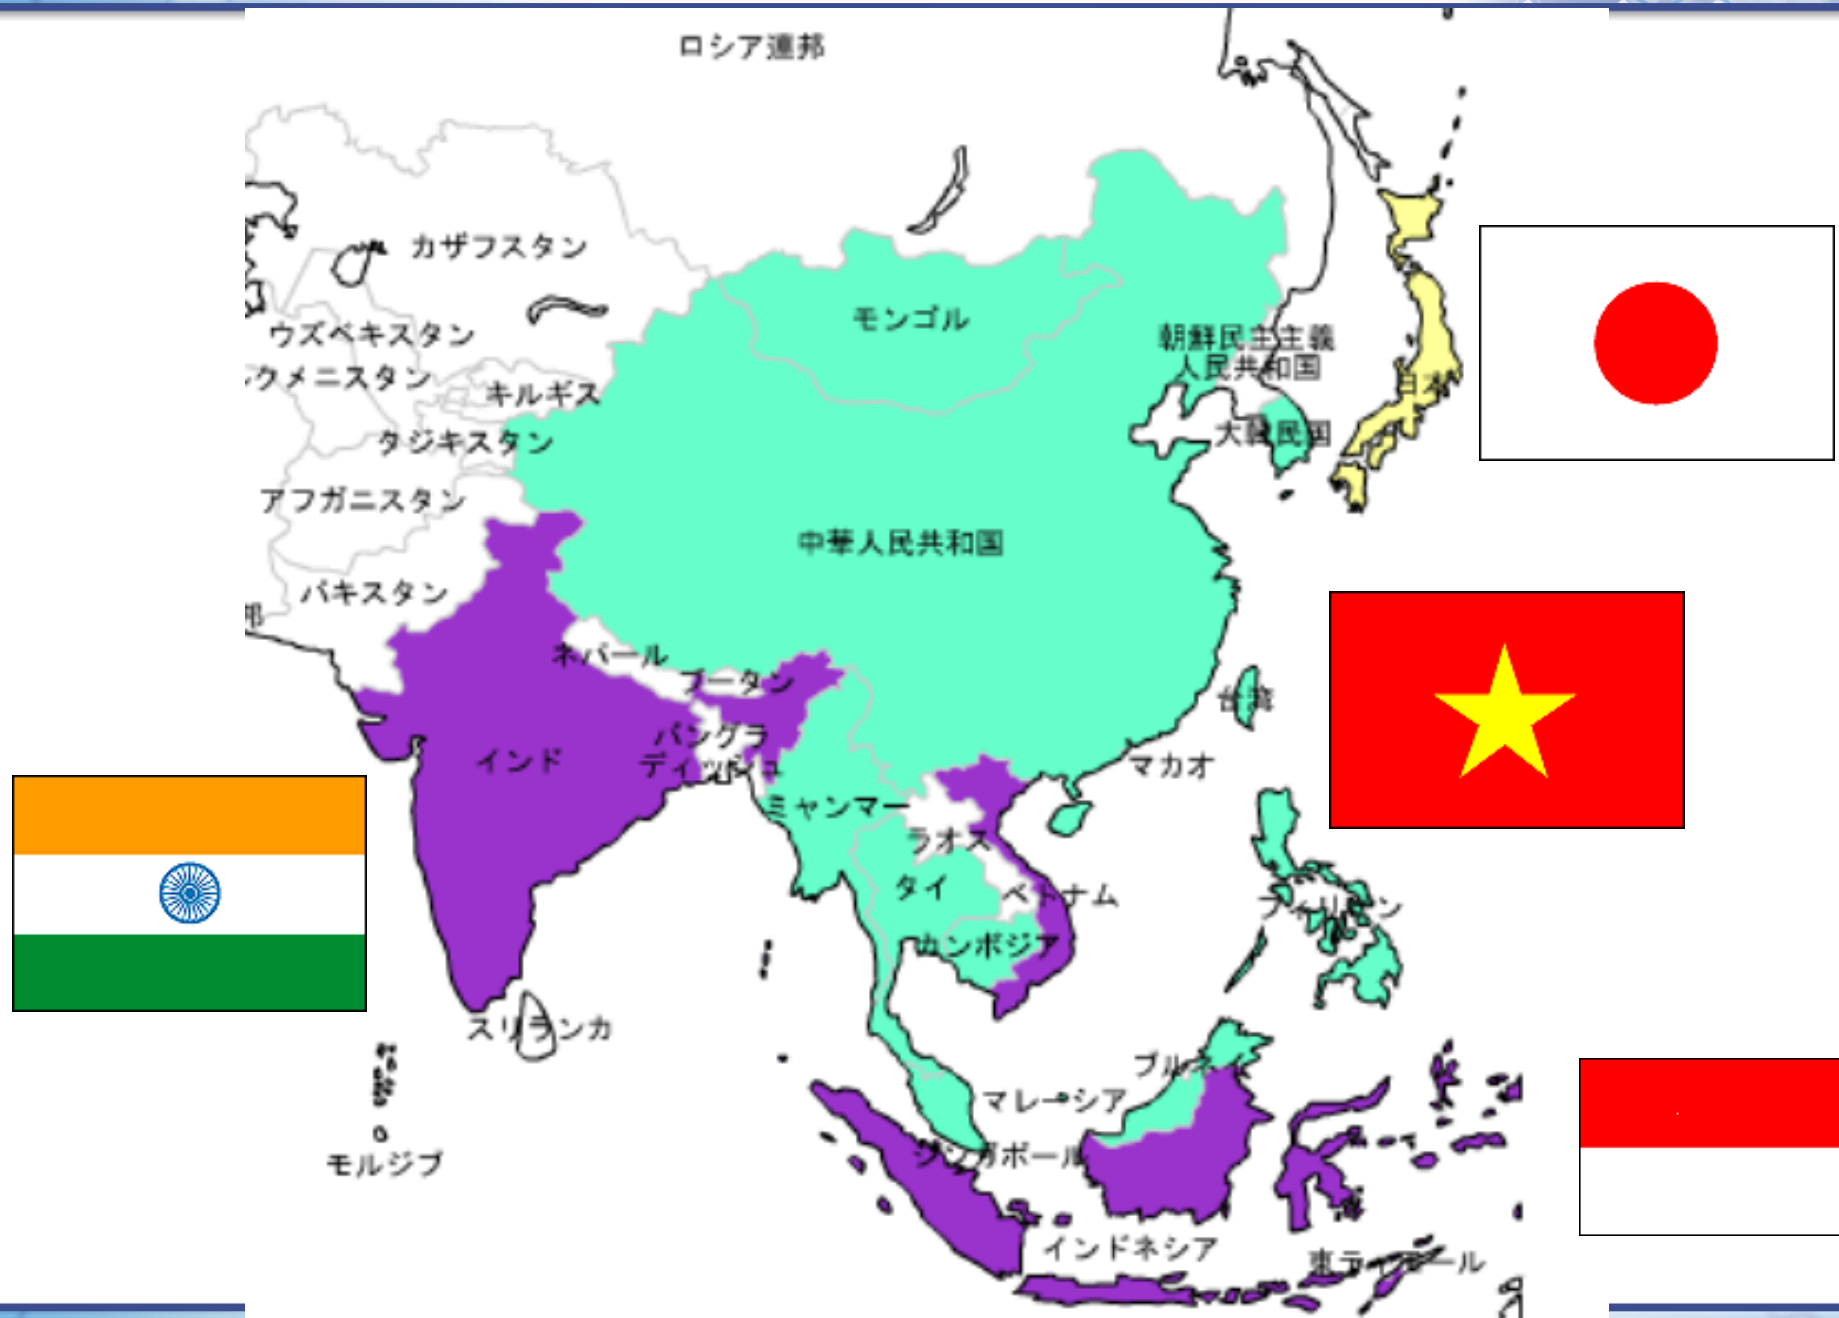 ロシア連邦
カザフスタン
モンゴル
ウズベキスタン
朝鮮民主主義
人民共和国
クメニスタン
キルギス
日本
タジキスタン
大韓民国
アフガニスタン
中華人民共和国
パキスタン
邦
ネパール
ブータン
台湾
バングラ
ディッシュ
インド
マカオ
ミャンマー
ラオス
タイ
ベトナム
フィリピン
カンボジア
スリランカ
ブルネイ
マレーシア
シンガポール
モルジブ
インドネシア
東ティモール